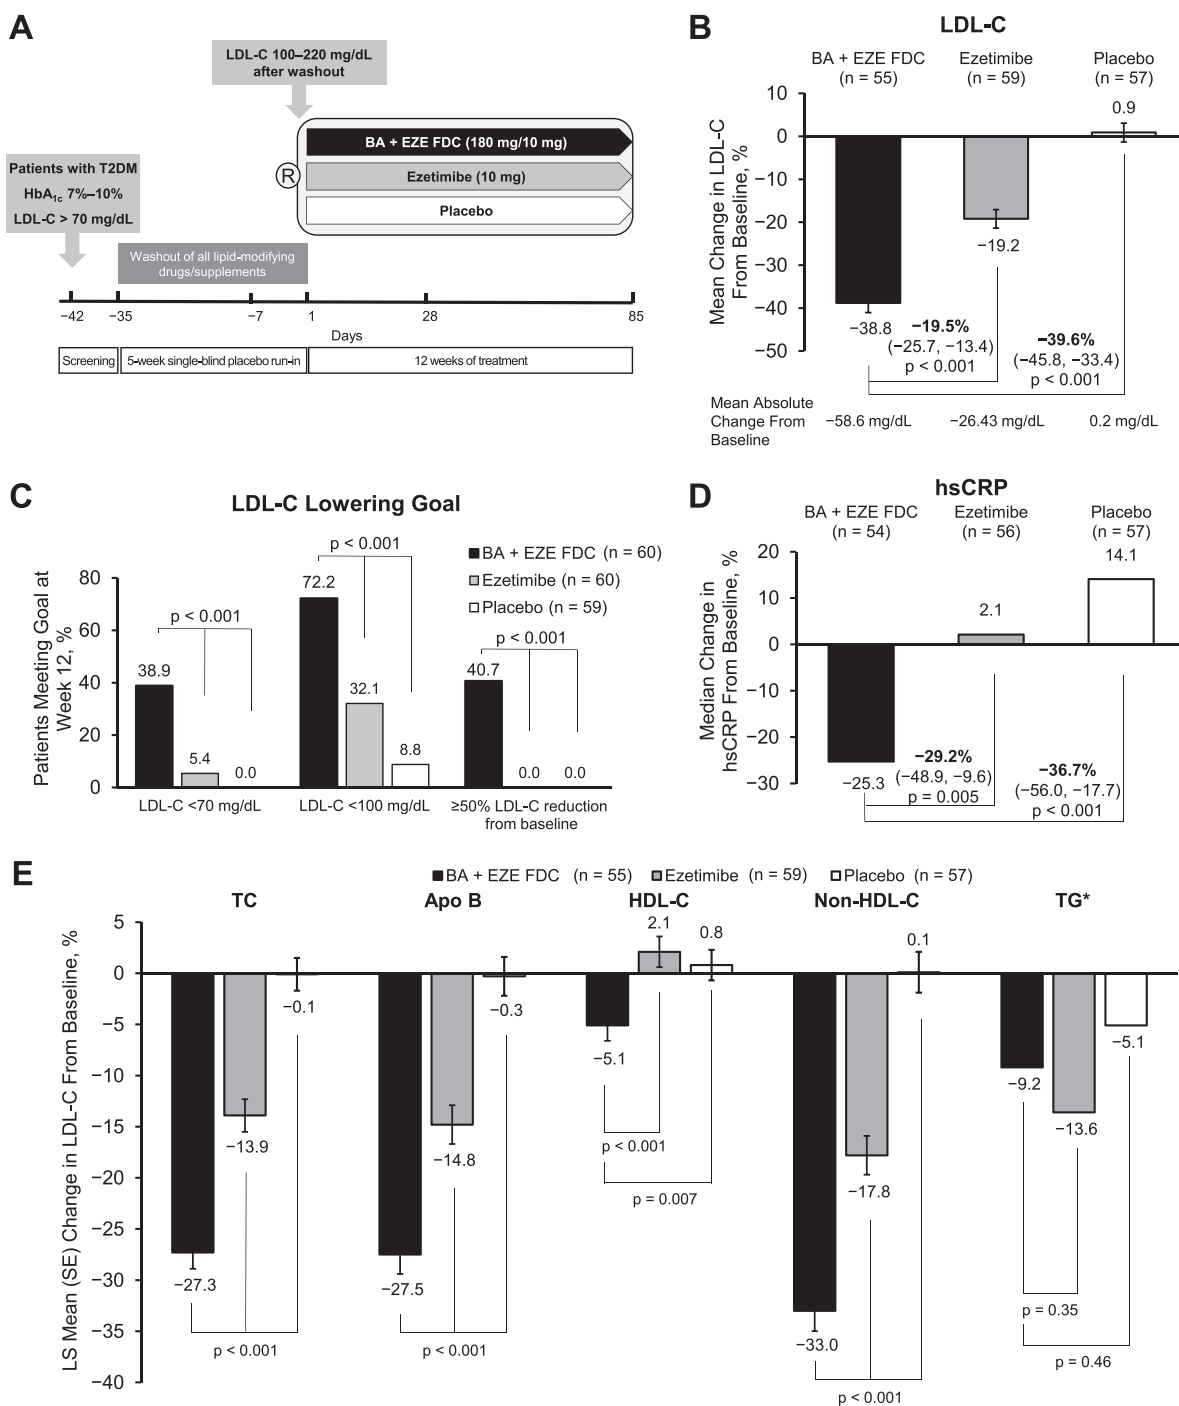 A
LDL-C 100–220 mg/dL
after washout
BA + EZE FDC (180 mg/10 mg)
Patients with T2DM
HbA1c 7%–10%
LDL-C > 70 mg/dL
R
Ezetimibe (10 mg)
Placebo
Washout of all lipid-modifying
drugs/supplements
−42
−35
−7
1
28
85
Days
Screening
5-week single-blind placebo run-in
12 weeks of treatment
B
LDL-C
BA + EZE FDC
(n = 55)
Ezetimibe
(n = 59)
Placebo
(n = 57)
Mean Change in LDL-C
From Baseline, %
10
0
−10
−20
−30
−40
−50
0.9
−19.2
−38.8
−19.5%
(−25.7, −13.4)
p < 0.001
−39.6%
(−45.8, −33.4)
p < 0.001
Mean Absolute
Change From
Baseline
−58.6 mg/dL
−26.43 mg/dL
0.2 mg/dL
C
LDL-C Lowering Goal
BA + EZE FDC (n = 60)
Ezetimibe (n = 60)
Placebo (n = 59)
Patients Meeting Goal at
Week 12, %
80
60
40
20
0
p < 0.001
38.9
5.4
0.0
p < 0.001
72.2
32.1
8.8
p < 0.001
40.7
0.0
0.0
LDL-C <70 mg/dL
LDL-C <100 mg/dL
≥50% LDL-C reduction
from baseline
D
hsCRP
BA + EZE FDC
(n = 54)
Ezetimibe
(n = 56)
Placebo
(n = 57)
Median Change in
hsCRP From Baseline, %
20
10
0
−10
−20
−30
14.1
2.1
−25.3
−29.2%
(−48.9, −9.6)
p = 0.005
−36.7%
(−56.0, −17.7)
p < 0.001
E
BA + EZE FDC (n = 55)
Ezetimibe (n = 59)
Placebo (n = 57)
LS Mean (SE) Change in LDL-C From Baseline, %
5
0
−5
−10
−15
−20
−25
−30
−35
−40
TC
−27.3
−13.9
−0.1
p < 0.001
Apo B
−27.5
−14.8
−0.3
p < 0.001
HDL-C
2.1
0.8
−5.1
p < 0.001
p = 0.007
Non-HDL-C
0.1
−17.8
−33.0
p < 0.001
TG*
−5.1
−9.2
−13.6
p = 0.35
p = 0.46